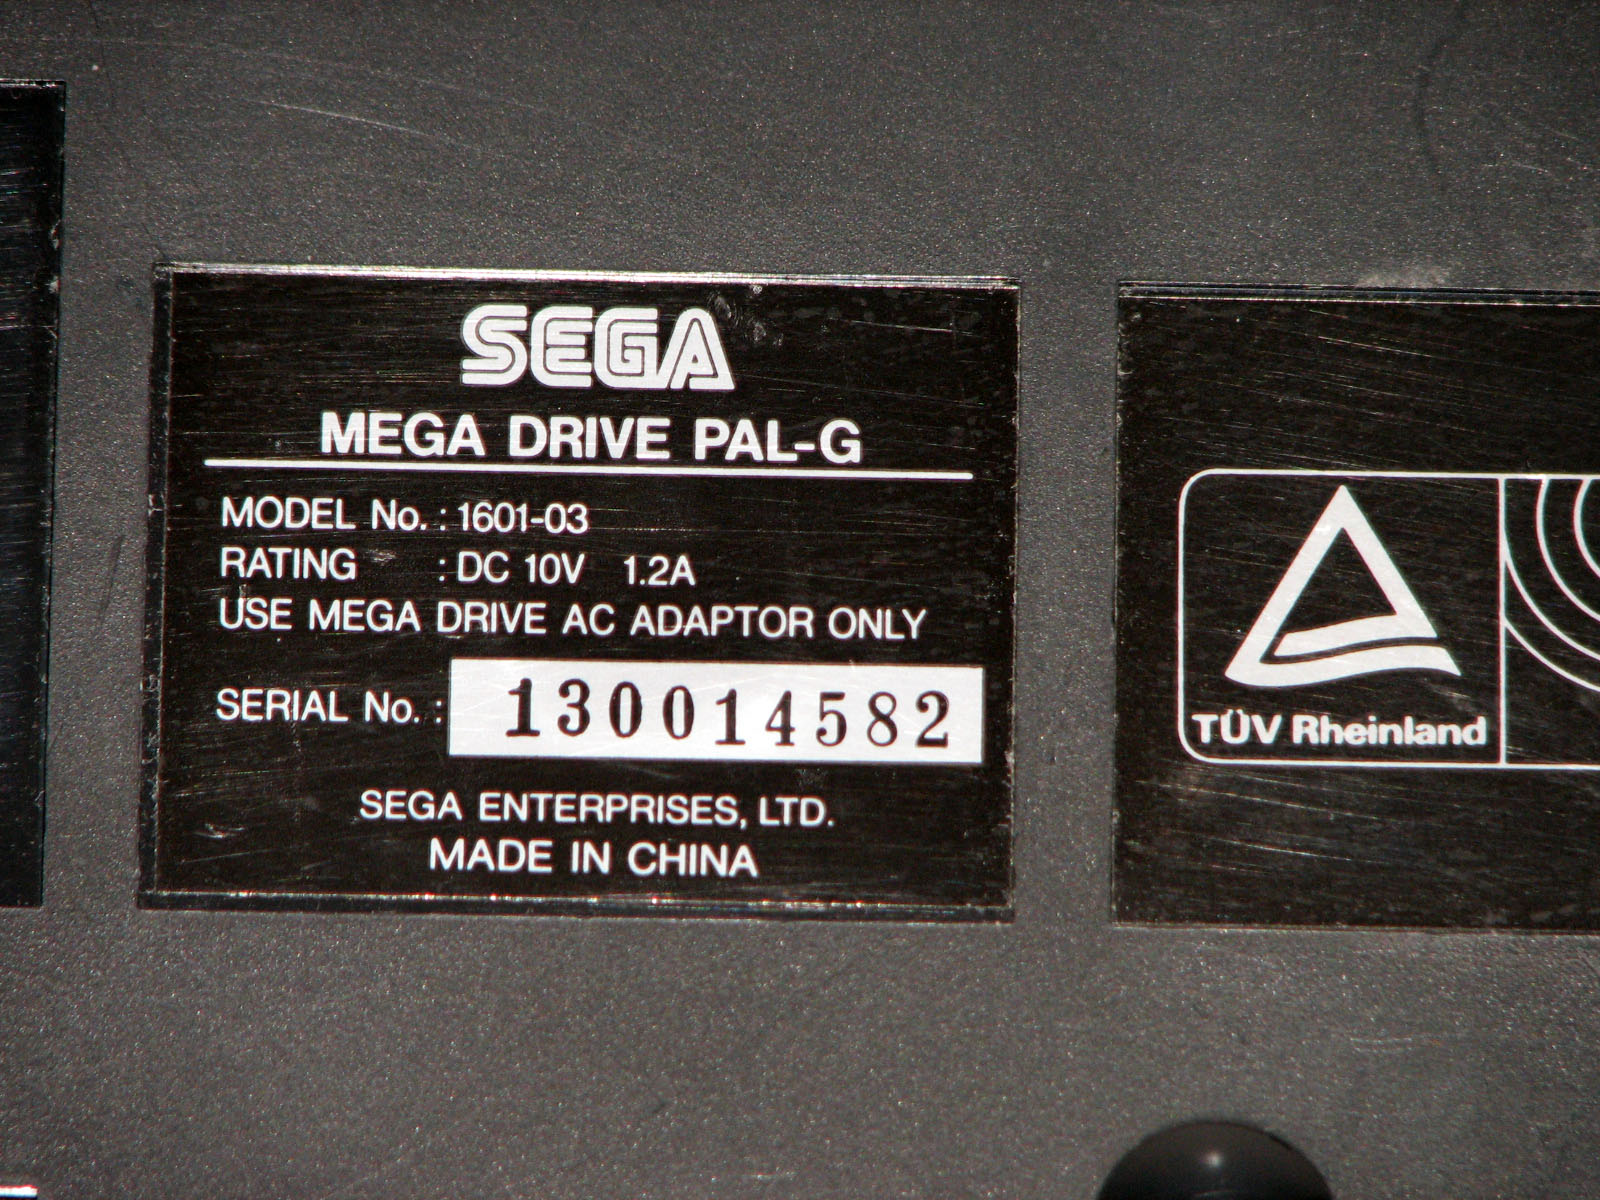 SEGA
MEGA DRIVE PAL-G
MODEL No. : 1601-03
RATING : DC 10V 1.2A
USE MEGA DRIVE AC ADAPTOR ONLY
SERIAL No. : 130014582
SEGA ENTERPRISES, LTD.
MADE IN CHINA
TÜV Rheinland